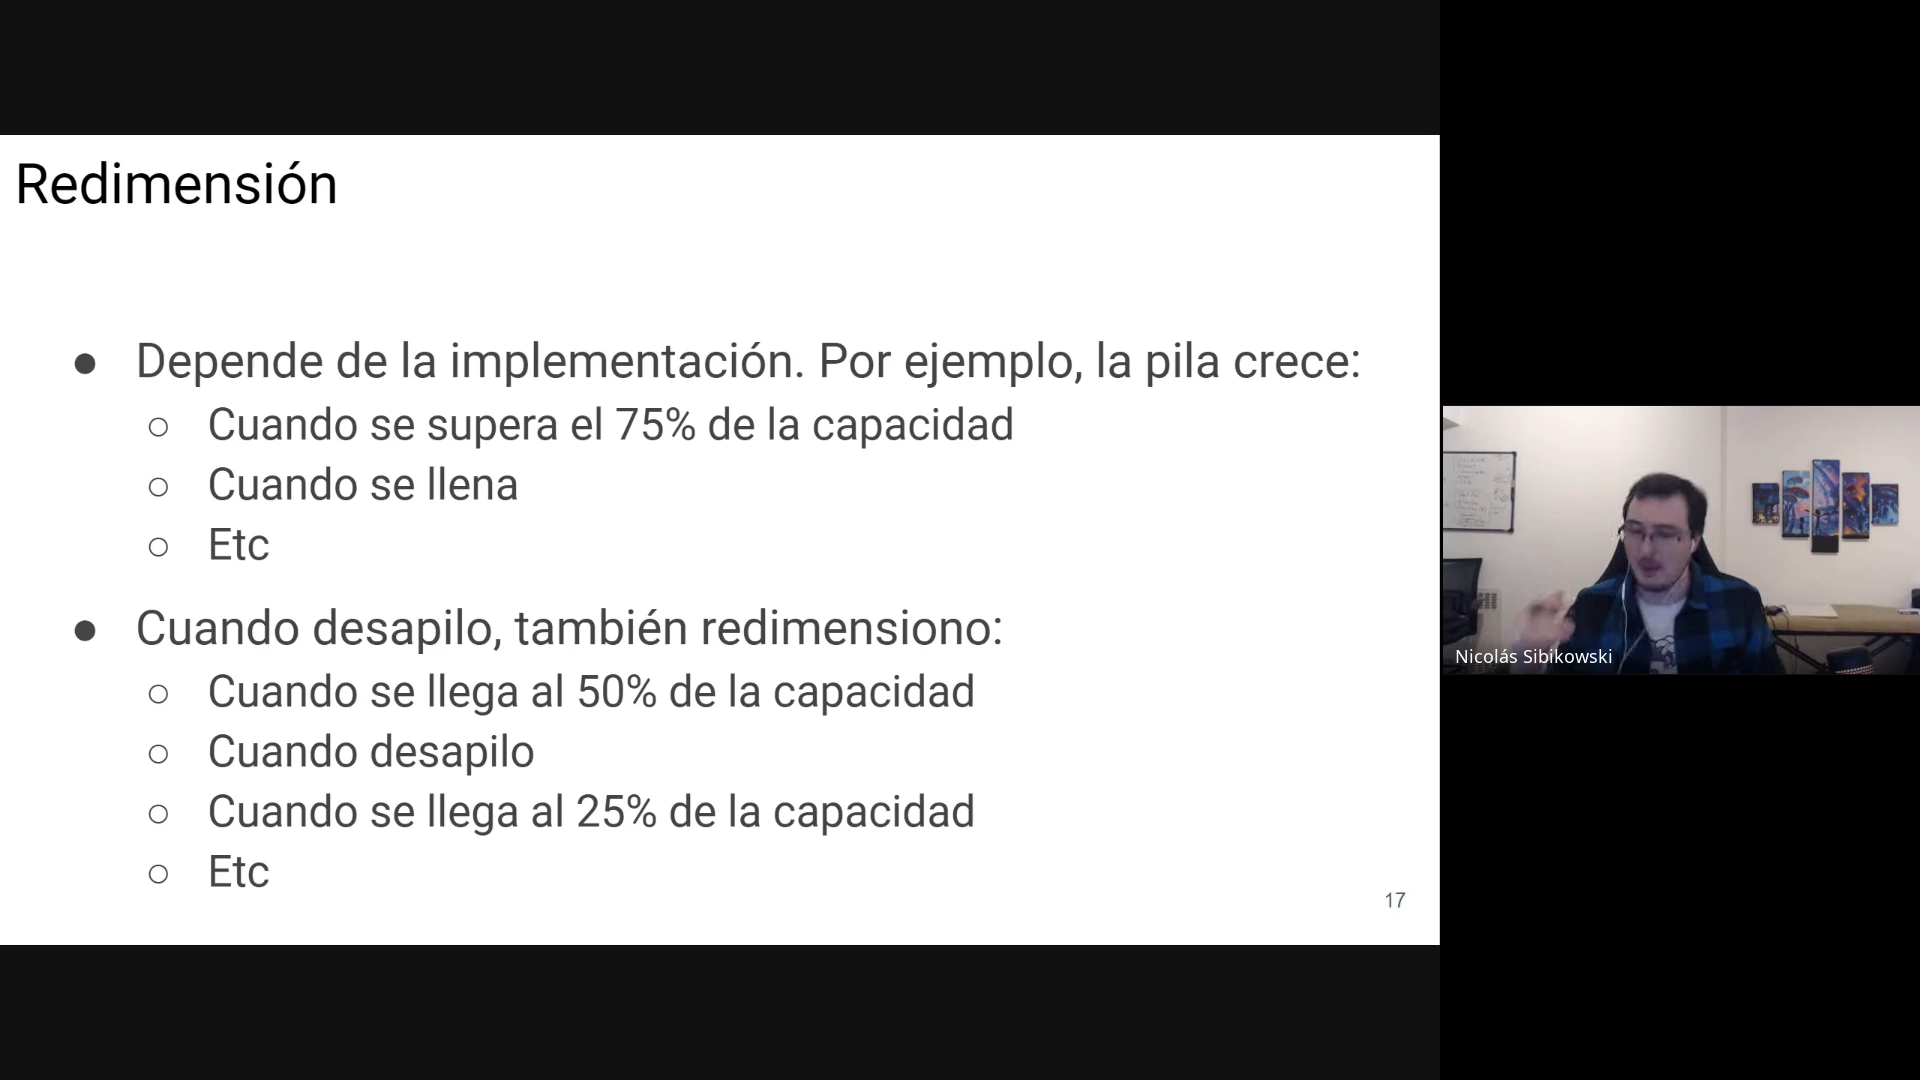 Redimensión
● Depende de la implementación. Por ejemplo, la pila crece:
○ Cuando se supera el 75% de la capacidad
○ Cuando se llena
○ Etc
● Cuando desapilo, también redimensiono:
○ Cuando se llega al 50% de la capacidad
○ Cuando desapilo
○ Cuando se llega al 25% de la capacidad
○ Etc
17
Nicolás Sibikowski